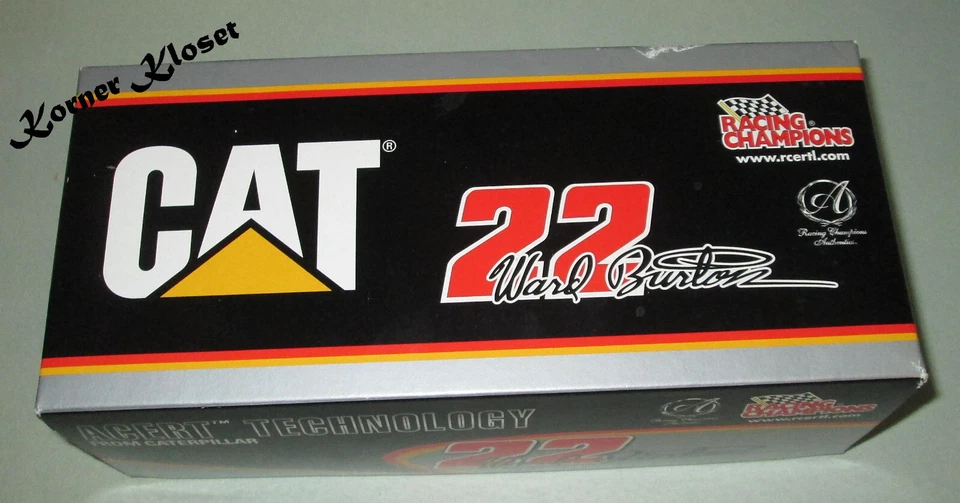 Korner Kloset
CAT®
22
Ward Burton
RACING
CHAMPIONS®
www.rcertl.com
A
Racing Champions
Authentics
ACERT™ TECHNOLOGY
FROM CATERPILLAR
22
A
RACING
CHAMPIONS
www.rcertl.com